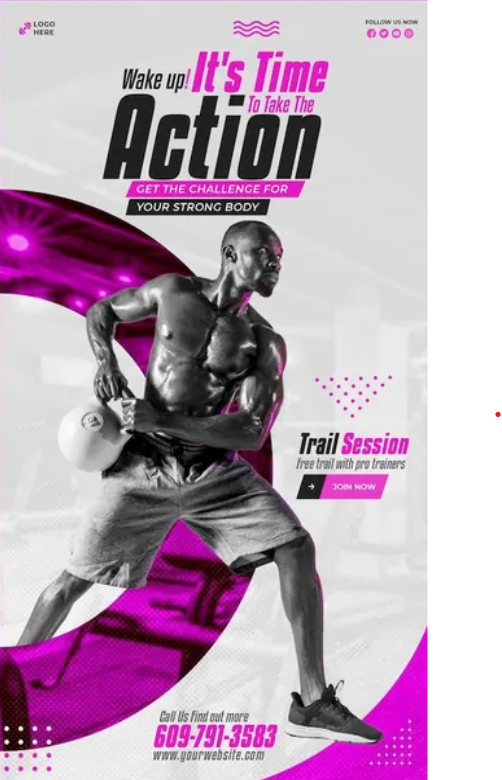 LOGO
HERE
FOLLOW US NOW
Wake up! It's Time
To Take The
Action
GET THE CHALLENGE FOR
YOUR STRONG BODY
Trail Session
Free trail with pro trainers
JOIN NOW
Call Us find out more
609-791-3583
www.yourwebsite.com